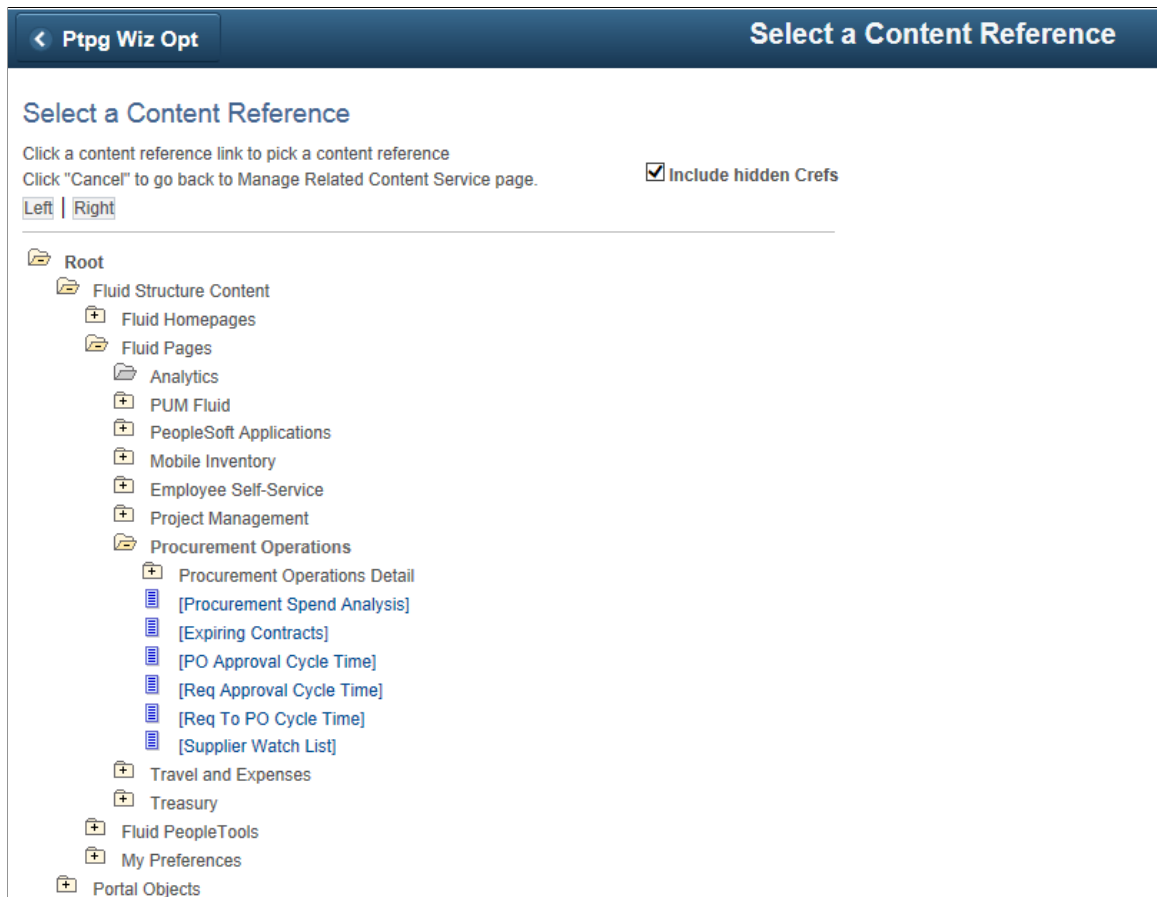 Ptpg Wiz Opt
Select a Content Reference
Select a Content Reference
Click a content reference link to pick a content reference
Click "Cancel" to go back to Manage Related Content Service page.
Include hidden Crefs
Left | Right
Root
Fluid Structure Content
Fluid Homepages
Fluid Pages
Analytics
PUM Fluid
PeopleSoft Applications
Mobile Inventory
Employee Self-Service
Project Management
Procurement Operations
Procurement Operations Detail
[Procurement Spend Analysis]
[Expiring Contracts]
[PO Approval Cycle Time]
[Req Approval Cycle Time]
[Req To PO Cycle Time]
[Supplier Watch List]
Travel and Expenses
Treasury
Fluid PeopleTools
My Preferences
Portal Objects